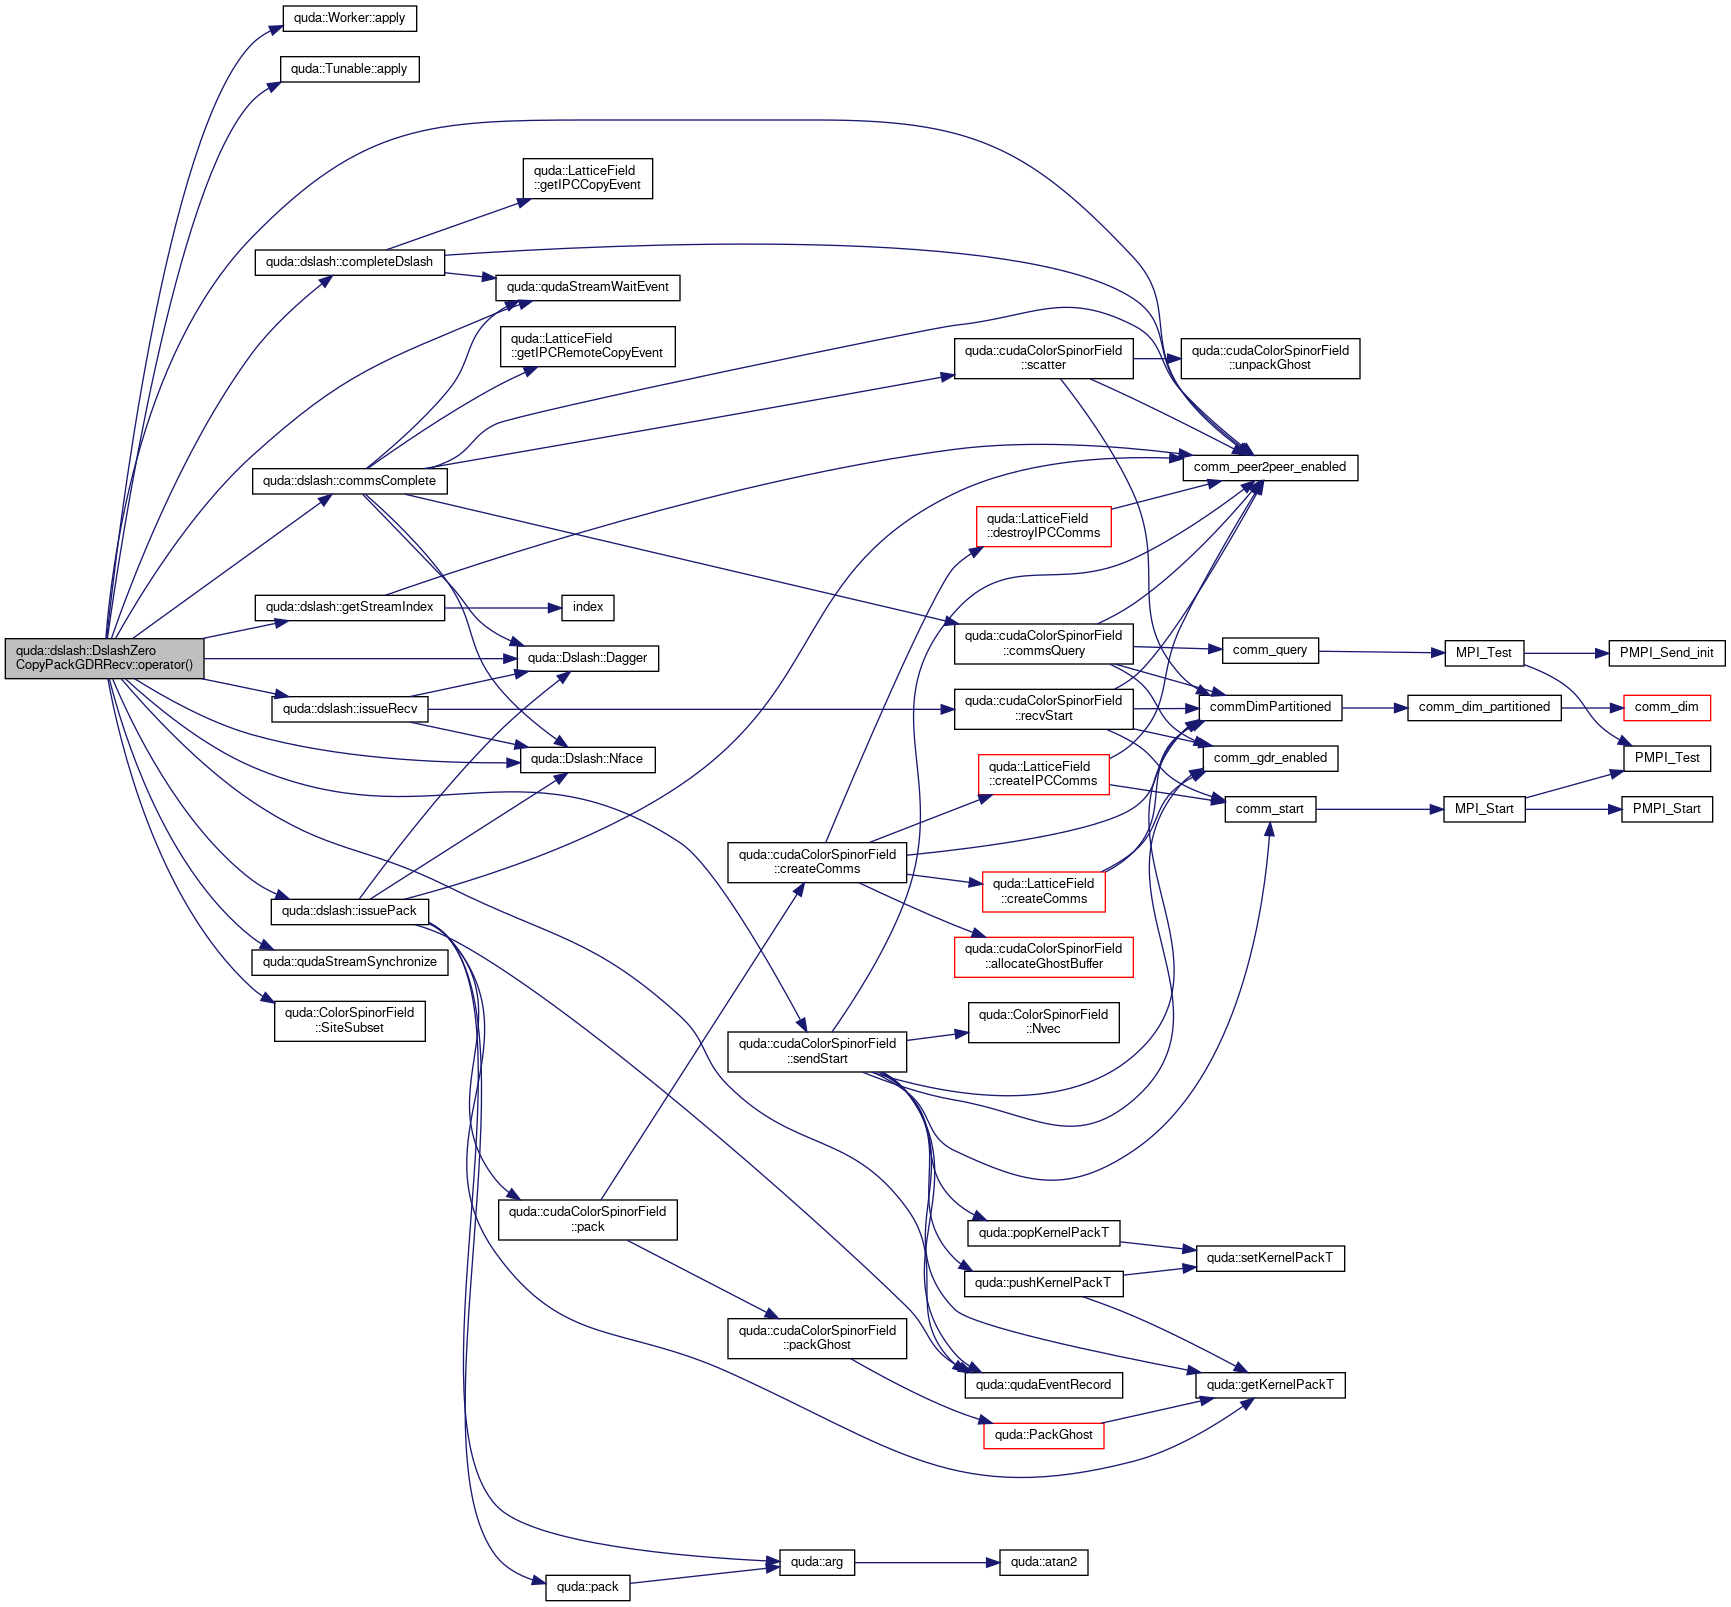 quda::Worker::apply
quda::Tunable::apply
quda::LatticeField
::getIPCCopyEvent
quda::dslash::completeDslash
quda::qudaStreamWaitEvent
quda::LatticeField
::getIPCRemoteCopyEvent
quda::cudaColorSpinorField
::scatter
quda::cudaColorSpinorField
::unpackGhost
comm_peer2peer_enabled
quda::dslash::commsComplete
quda::LatticeField
::destroyIPCComms
quda::dslash::getStreamIndex
index
quda::dslash::DslashZero
CopyPackGDRRecv::operator()
quda::Dslash::Dagger
quda::cudaColorSpinorField
::commsQuery
comm_query
MPI_Test
PMPI_Send_init
quda::dslash::issueRecv
quda::cudaColorSpinorField
::recvStart
commDimPartitioned
comm_dim_partitioned
comm_dim
quda::Dslash::Nface
comm_gdr_enabled
PMPI_Test
quda::LatticeField
::createIPCComms
comm_start
MPI_Start
PMPI_Start
quda::cudaColorSpinorField
::createComms
quda::LatticeField
::createComms
quda::dslash::issuePack
quda::cudaColorSpinorField
::allocateGhostBuffer
quda::qudaStreamSynchronize
quda::ColorSpinorField
::SiteSubset
quda::ColorSpinorField
::Nvec
quda::cudaColorSpinorField
::sendStart
quda::cudaColorSpinorField
::pack
quda::popKernelPackT
quda::setKernelPackT
quda::pushKernelPackT
quda::cudaColorSpinorField
::packGhost
quda::qudaEventRecord
quda::getKernelPackT
quda::PackGhost
quda::arg
quda::atan2
quda::pack